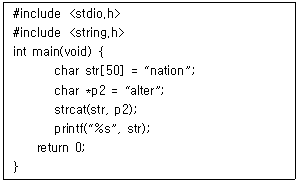 #include <stdio.h>
#include <string.h>
int main(void) {
char str[50] = “nation”;
char *p2 = “alter”;
strcat(str, p2);
printf(“%s”, str);
return 0;
}